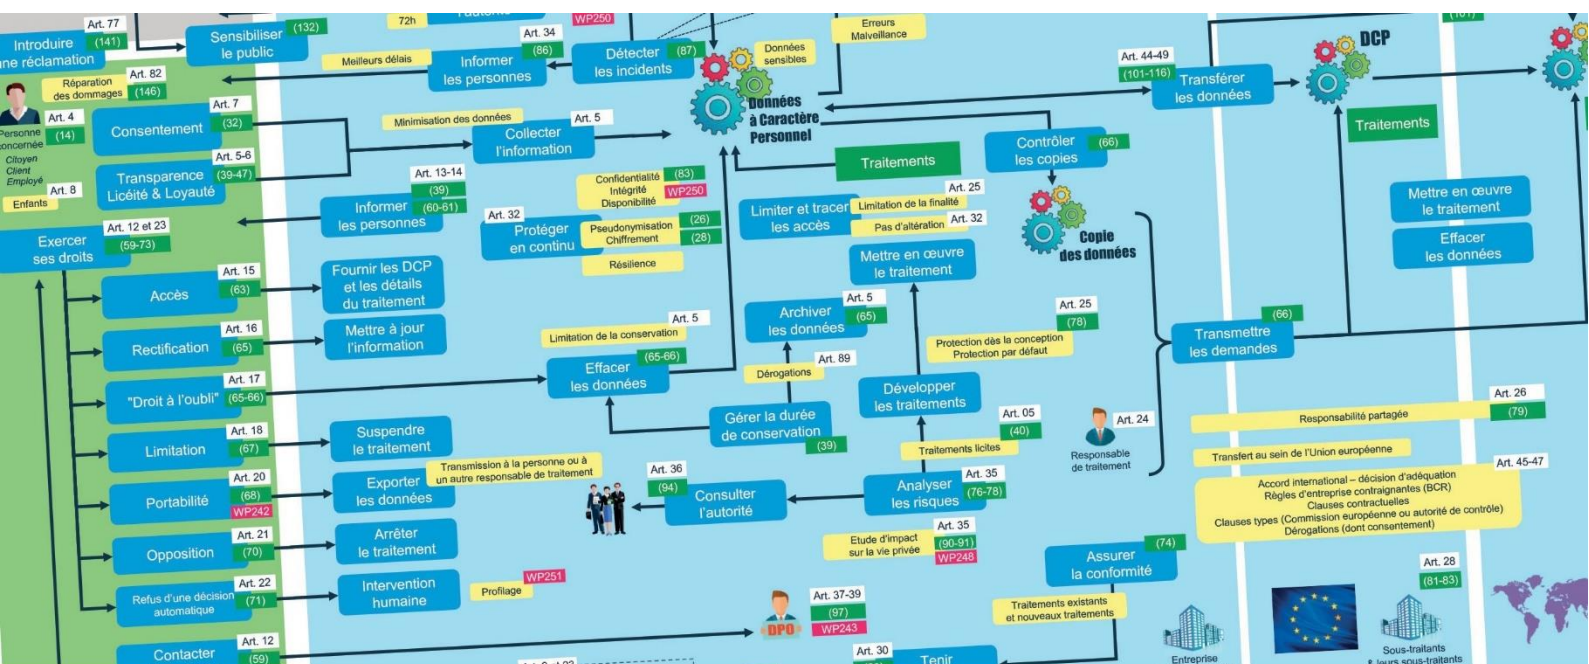 Art. 77
(141)
Introduire
une réclamation
(132)
Sensibiliser
le public
72h
WP250
Art. 34
(86)
Meilleurs délais
Informer
les personnes
(87)
Détecter
les incidents
Données
sensibles
Erreurs
Malveillance
Art. 44-49
(101-116)
Transférer
les données
DCP
(101)
Réparation
des dommages
Art. 82
(146)
Art. 4
(14)
Personne
concernée
Citoyen
Client
Employé
Art. 8
Enfants
Art. 7
(32)
Consentement
Art. 5-6
(39-47)
Transparence
Licéité & Loyauté
Minimisation des données
Collecter
l'information
Art. 5
Données
à Caractère
Personnel
Traitements
Contrôler
les copies
(66)
Traitements
Art. 13-14
(39)
(60-61)
Informer
les personnes
Art. 32
Protéger
en continu
Confidentialité
Intégrité
Disponibilité
(83)
WP250
Pseudonymisation
Chiffrement
(26)
(28)
Résilience
Limiter et tracer
les accès
Art. 25
Limitation de la finalité
Pas d'altération
Art. 32
Mettre en œuvre
le traitement
Copie
des données
Mettre en œuvre
le traitement
Effacer
les données
Art. 12 et 23
(59-73)
Exercer
ses droits
Art. 15
(63)
Accès
Fournir les DCP
et les détails
du traitement
Art. 16
(65)
Rectification
Mettre à jour
l'information
Art. 17
(65-66)
"Droit à l'oubli"
Limitation de la conservation
Art. 5
(65-66)
Effacer
les données
Art. 5
(65)
Archiver
les données
Dérogations
Art. 89
Gérer la durée
de conservation
(39)
Art. 25
(78)
Protection dès la conception
Protection par défaut
Développer
les traitements
Art. 05
(40)
Traitements licites
(66)
Transmettre
les demandes
Art. 24
Responsable
de traitement
Art. 26
(79)
Responsabilité partagée
Transfert au sein de l'Union européenne
Art. 45-47
Accord international – décision d'adéquation
Règles d'entreprise contraignantes (BCR)
Clauses contractuelles
Clauses types (Commission européenne ou autorité de contrôle)
Dérogations (dont consentement)
Art. 18
(67)
Limitation
Suspendre
le traitement
Art. 20
(68)
WP242
Portabilité
Exporter
les données
Transmission à la personne ou à
un autre responsable de traitement
Art. 36
(94)
Consulter
l'autorité
Art. 35
(76-78)
Analyser
les risques
Art. 35
(90-91)
WP248
Etude d'impact
sur la vie privée
Art. 21
(70)
Opposition
Arrêter
le traitement
Art. 22
(71)
Refus d'une décision
automatique
Intervention
humaine
WP251
Profilage
Art. 37-39
(97)
WP243
DPO
(74)
Assurer
la conformité
Traitements existants
et nouveaux traitements
Art. 28
(81-83)
Entreprise
Sous-traitants
& leurs sous-traitants
Art. 12
(59)
Contacter
Art. 30
Tenir